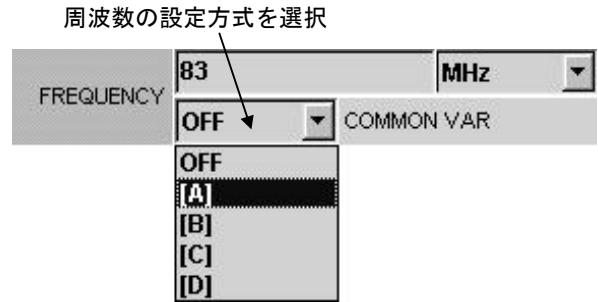 周波数の設定方式を選択
FREQUENCY
83 MHz
OFF COMMON VAR
OFF
[A]
[B]
[C]
[D]